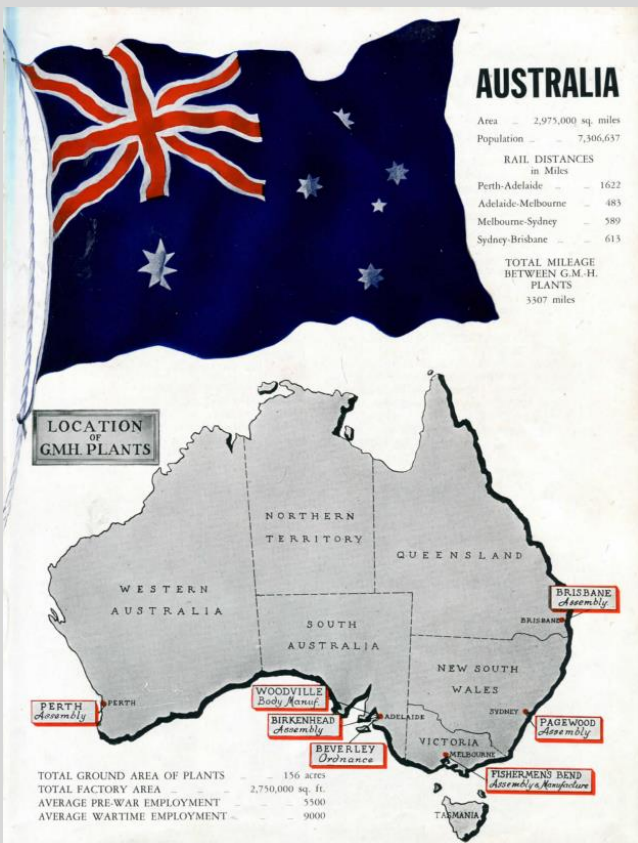 AUSTRALIA
Area 2,975,000 sq. miles
Population 7,306,637
RAIL DISTANCES
in Miles
Perth-Adelaide 1622
Adelaide-Melbourne 483
Melbourne-Sydney 589
Sydney-Brisbane 613
TOTAL MILEAGE
BETWEEN G.M.-H.
PLANTS
3307 miles
LOCATION
OF
G.M.H. PLANTS
NORTHERN
TERRITORY
QUEENSLAND
WESTERN
AUSTRALIA
SOUTH
AUSTRALIA
BRISBANE
Assembly
BRISBANE
NEW SOUTH
WALES
PERTH
Assembly
PERTH
WOODVILLE
Body Manuf.
BIRKENHEAD
Assembly
BEVERLEY
Ordnance
ADELAIDE
SYDNEY
PAGEWOOD
Assembly
VICTORIA
MELBOURNE
FISHERMEN'S BEND
Assembly & Manufacture
TASMANIA
TOTAL GROUND AREA OF PLANTS 156 acres
TOTAL FACTORY AREA 2,750,000 sq. ft.
AVERAGE PRE-WAR EMPLOYMENT 5500
AVERAGE WARTIME EMPLOYMENT 9000